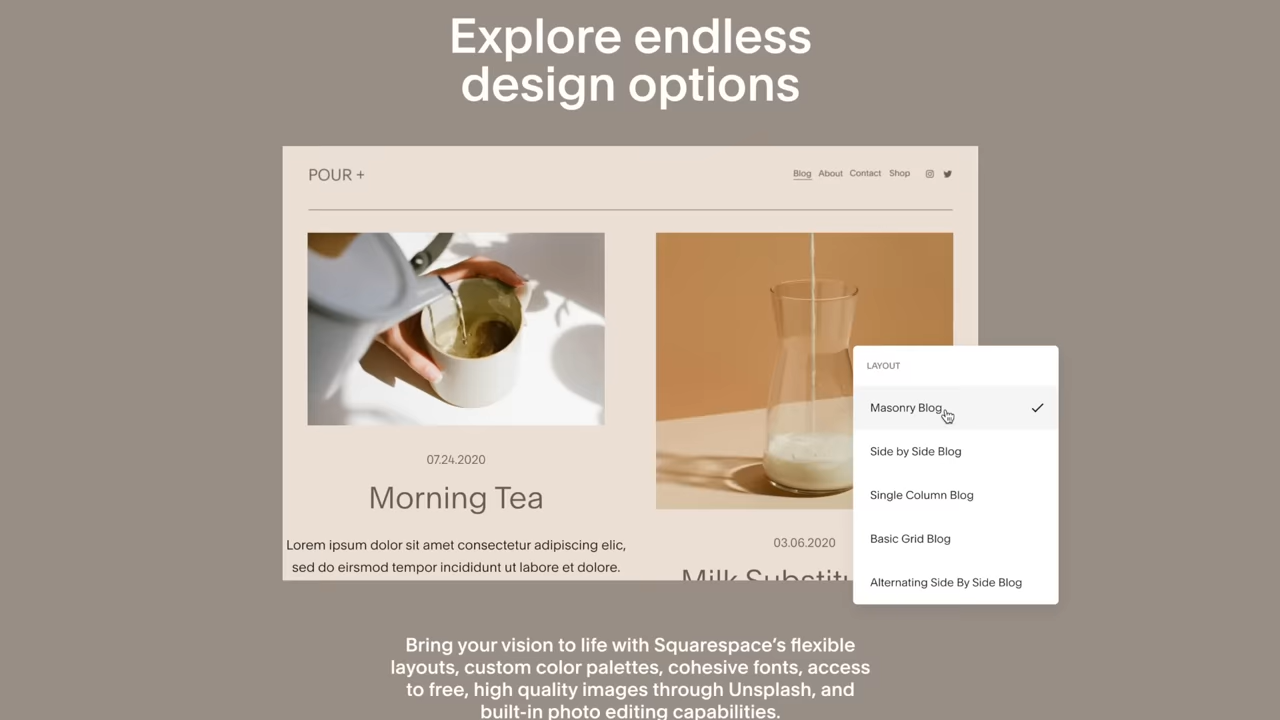 Explore endless
design options
POUR +
Blog About Contact Shop
07.24.2020
Morning Tea
Lorem ipsum dolor sit amet consectetur adipiscing elit,
sed do eirsmod tempor incididunt ut labore et dolore.
03.06.2020
Milk
LAYOUT
Masonry Blog
Side by Side Blog
Single Column Blog
Basic Grid Blog
Alternating Side By Side Blog
Bring your vision to life with Squarespace’s flexible
layouts, custom color palettes, cohesive fonts, access
to free, high quality images through Unsplash, and
built-in photo editing capabilities.